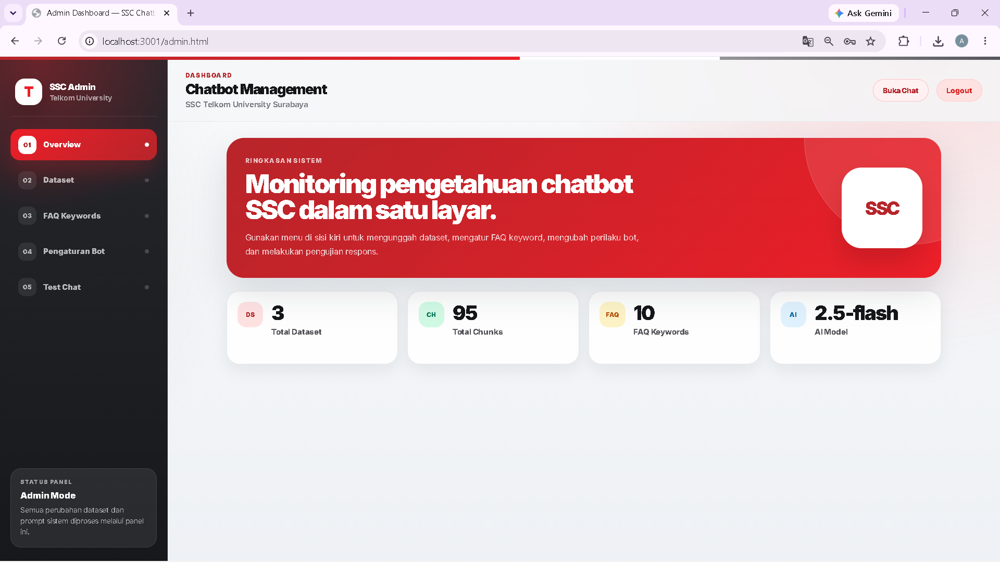 Admin Dashboard — SSC Chatb
Ask Gemini
localhost:3001/admin.html
A
T
SSC Admin
Telkom University
01
Overview
02
Dataset
03
FAQ Keywords
04
Pengaturan Bot
05
Test Chat
STATUS PANEL
Admin Mode
Semua perubahan dataset dan
prompt sistem diproses melalui panel
ini.
DASHBOARD
Chatbot Management
SSC Telkom University Surabaya
Buka Chat
Logout
RINGKASAN SISTEM
Monitoring pengetahuan chatbot
SSC dalam satu layar.
Gunakan menu di sisi kiri untuk mengunggah dataset, mengatur FAQ keyword, mengubah perilaku bot,
dan melakukan pengujian respons.
SSC
DS
3
Total Dataset
CH
95
Total Chunks
FAQ
10
FAQ Keywords
AI
2.5-flash
AI Model